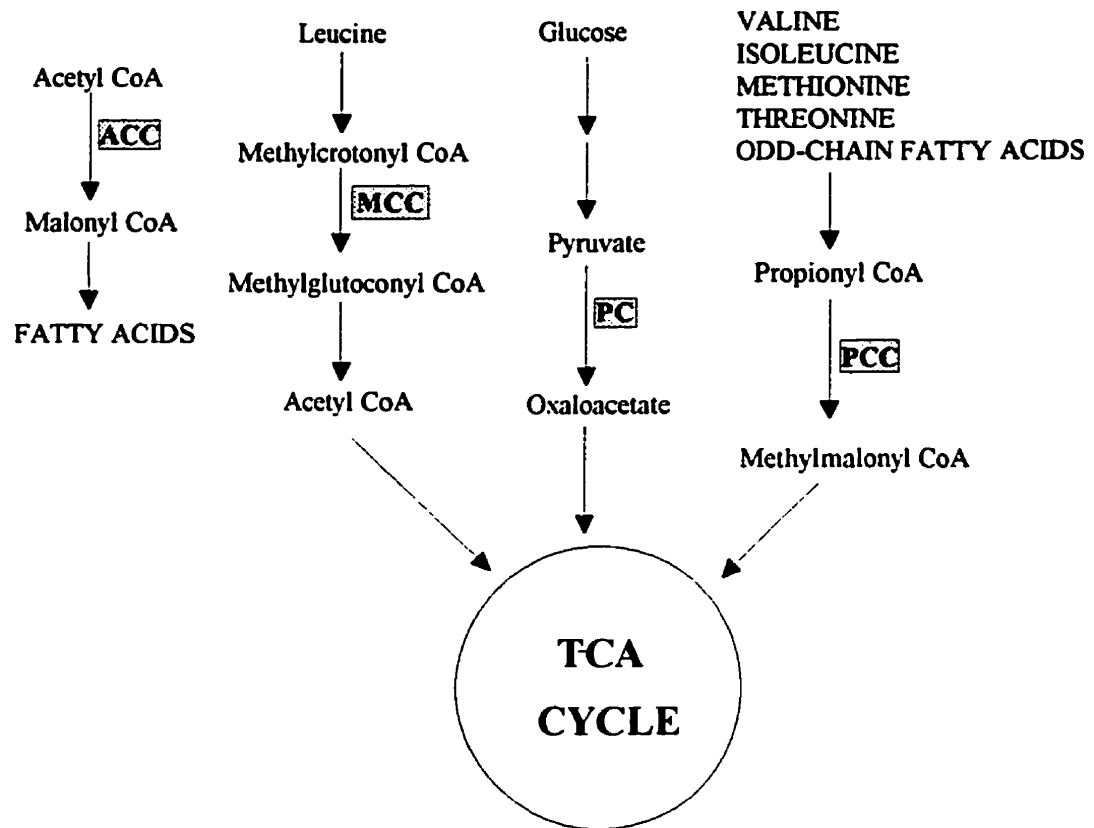 Acetyl CoA
ACC
Malonyl CoA
FATTY ACIDS
Leucine
Methylcrotonyl CoA
MCC
Methylglutoconyl CoA
Acetyl CoA
Glucose
Pyruvate
PC
Oxaloacetate
VALINE
ISOLEUCINE
METHIONINE
THREONINE
ODD-CHAIN FATTY ACIDS
Propionyl CoA
PCC
Methylmalonyl CoA
TCA
CYCLE